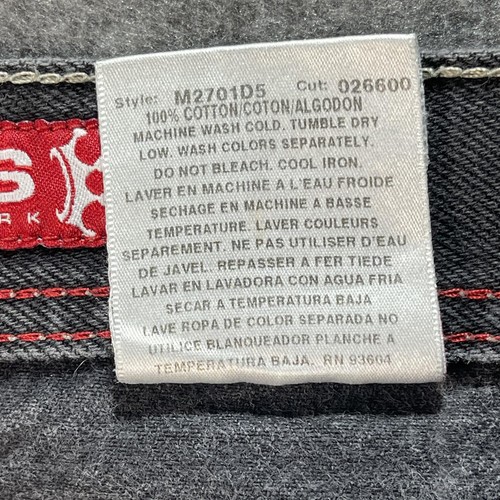 Style: M2701D5 Cut: 026600
100% COTTON/COTON/ALGODON
MACHINE WASH COLD. TUMBLE DRY
LOW. WASH COLORS SEPARATELY.
DO NOT BLEACH. COOL IRON.
LAVER EN MACHINE A L'EAU FROIDE
SECHAGE EN MACHINE A BASSE
TEMPERATURE. LAVER COULEURS
SEPAREMENT. NE PAS UTILISER D'EAU
DE JAVEL. REPASSER A FER TIEDE
LAVAR EN LAVADORA CON AGUA FRIA
SECAR A TEMPERATURA BAJA
LAVE ROPA DE COLOR SEPARADA NO
UTILICE BLANQUEADOR PLANCHE A
TEMPERATURA BAJA. RN 93604
S
RK